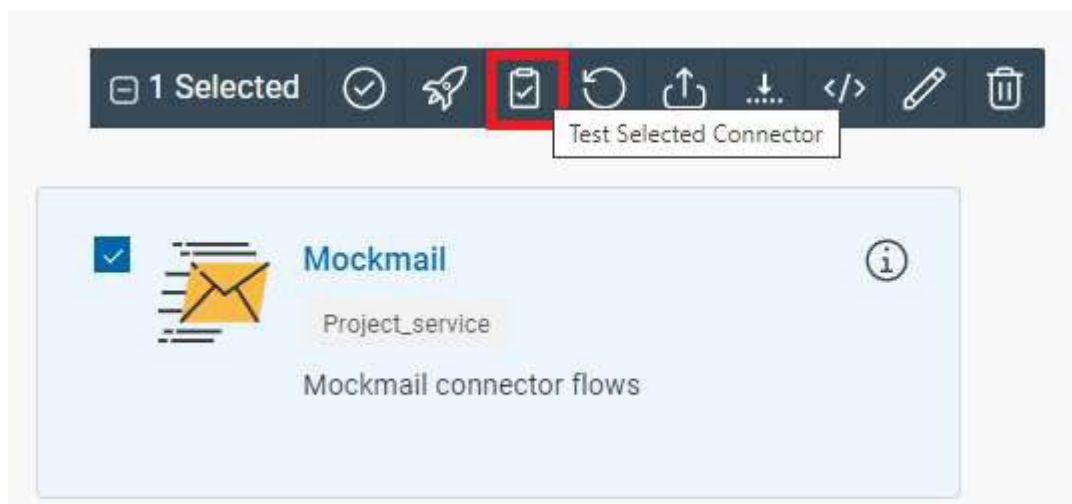 1 Selected
Test Selected Connector
Mockmail
Project_service
Mockmail connector flows